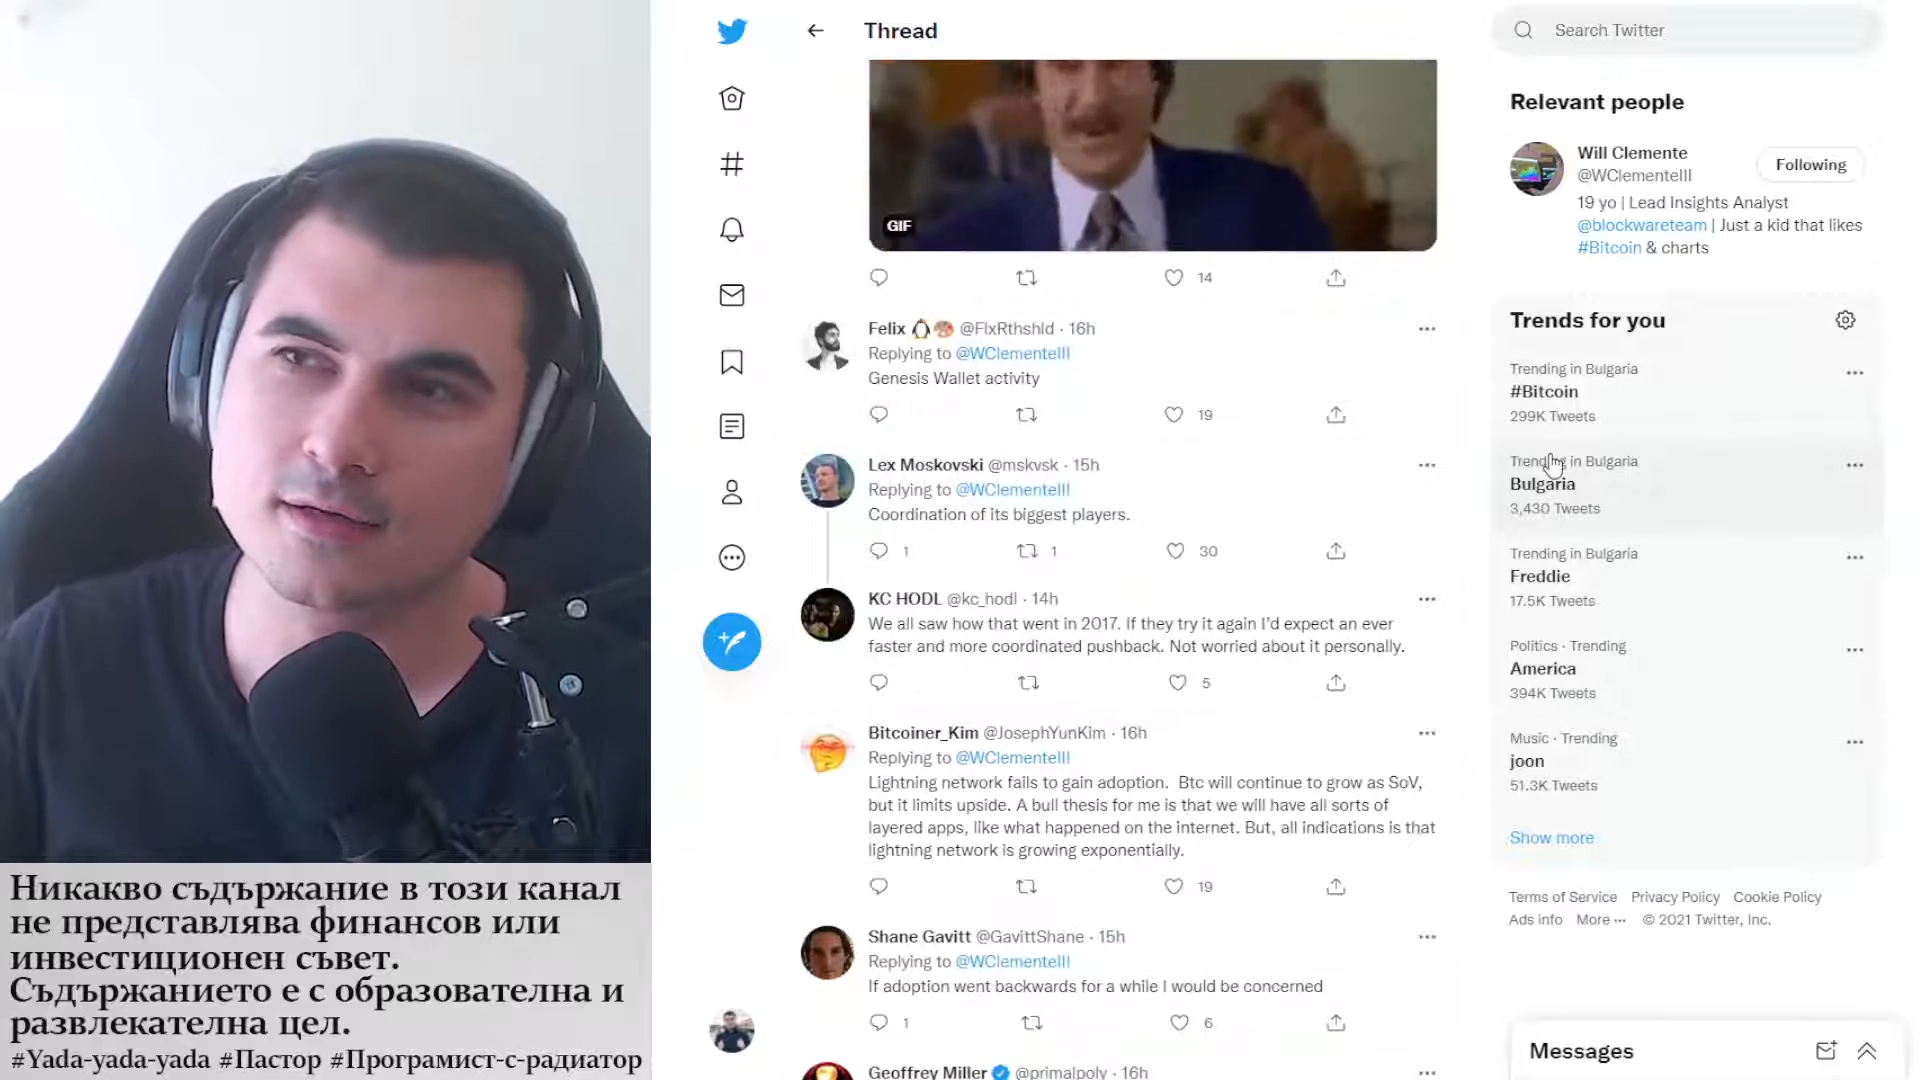 Никакво съдържание в този канал
не представлява финансов или
инвестиционен съвет.
Съдържанието е с образователна и
развлекателна цел.
#Yada-yada-yada #Пастор #Програмист-с-радиатор
Thread
GIF
14
Felix @FlxRthshld · 16h
Replying to @WClementeIII
Genesis Wallet activity
19
Lex Moskovski @mskvsk · 15h
Replying to @WClementeIII
Coordination of its biggest players.
1 1 30
KC HODL @kc_hodl · 14h
We all saw how that went in 2017. If they try it again I'd expect an ever
faster and more coordinated pushback. Not worried about it personally.
5
Bitcoiner_Kim @JosephYunKim · 16h
Replying to @WClementeIII
Lightning network fails to gain adoption. Btc will continue to grow as SoV,
but it limits upside. A bull thesis for me is that we will have all sorts of
layered apps, like what happened on the internet. But, all indications is that
lightning network is growing exponentially.
19
Shane Gavitt @GavittShane · 15h
Replying to @WClementeIII
If adoption went backwards for a while I would be concerned
1 6
Geoffrey Miller @primalpoly · 16h
Search Twitter
Relevant people
Will Clemente
@WClementeIII
Following
19 yo | Lead Insights Analyst
@blockwareteam | Just a kid that likes
#Bitcoin & charts
Trends for you
Trending in Bulgaria
#Bitcoin
299K Tweets
Trending in Bulgaria
Bulgaria
3,430 Tweets
Trending in Bulgaria
Freddie
17.5K Tweets
Politics · Trending
America
394K Tweets
Music · Trending
joon
51.3K Tweets
Show more
Terms of Service Privacy Policy Cookie Policy
Ads info More ··· © 2021 Twitter, Inc.
Messages